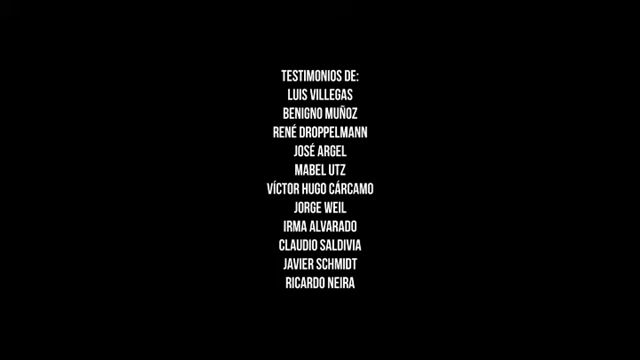 TESTIMONIOS DE:
LUIS VILLEGAS
BENIGNO MUÑOZ
RENÉ DROPPELMANN
JOSÉ ARGEL
MABEL UTZ
VÍCTOR HUGO CÁRCAMO
JORGE WEIL
IRMA ALVARADO
CLAUDIO SALDIVIA
JAVIER SCHMIDT
RICARDO NEIRA